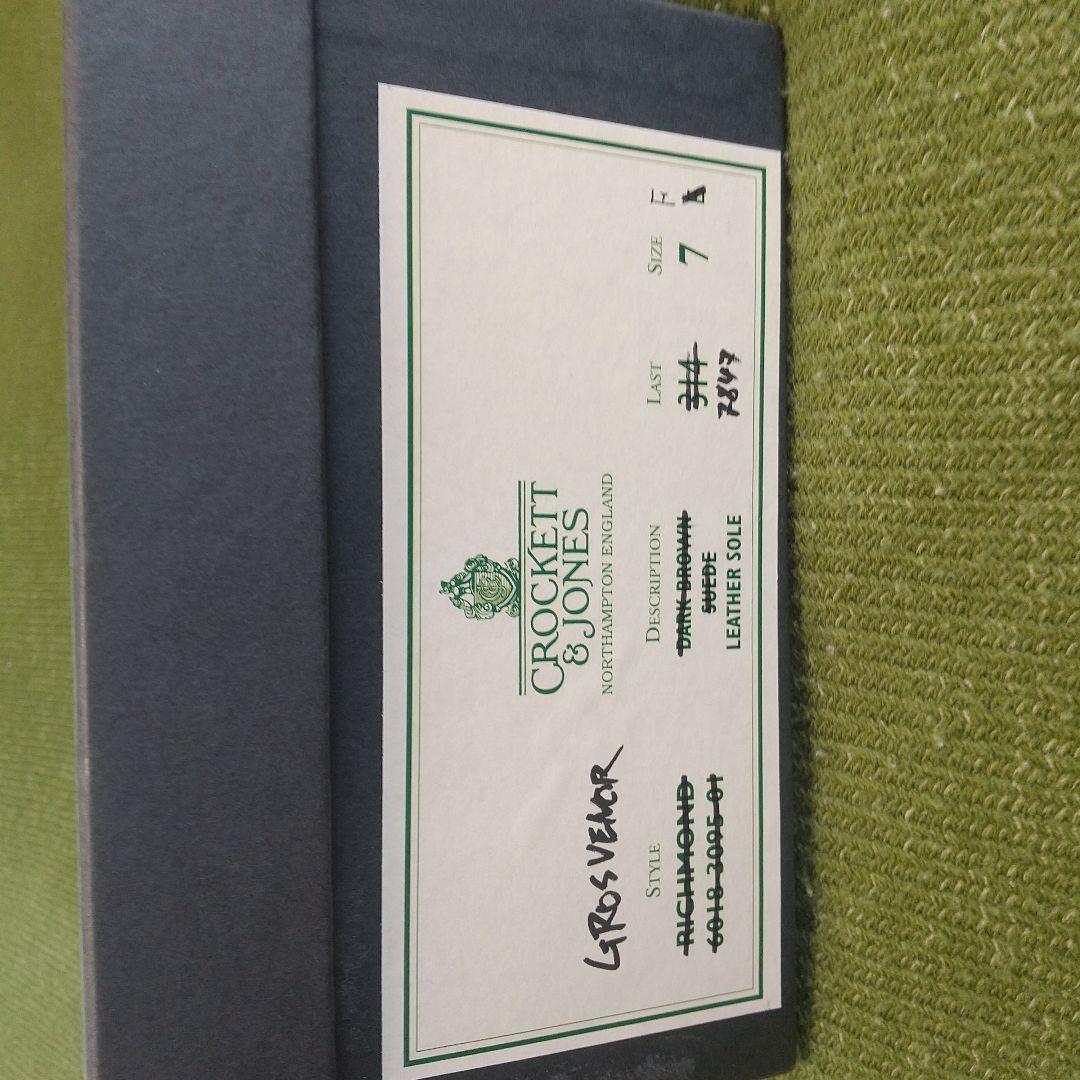 CROCKETT
& JONES
NORTHAMPTON ENGLAND
GROSVENOR
STYLE
RICHMOND
6018-3095-01
DESCRIPTION
DARK BROWN
SUEDE
LEATHER SOLE
LAST
314
7847
SIZE
7
F